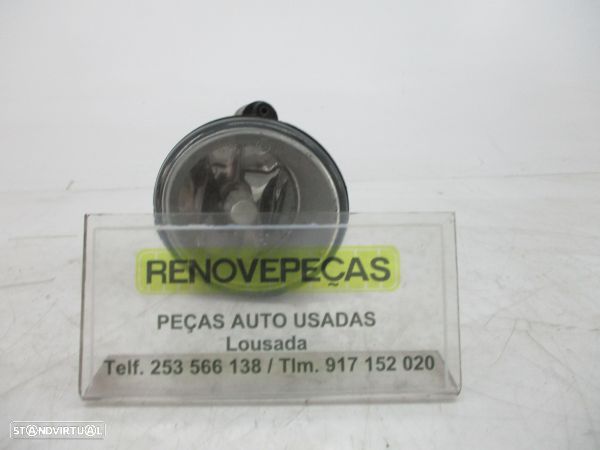 RENOVEPEÇAS
PEÇAS AUTO USADAS
Lousada
Telf. 253 566 138 / Tlm. 917 152 020
STANDVIRTUAL